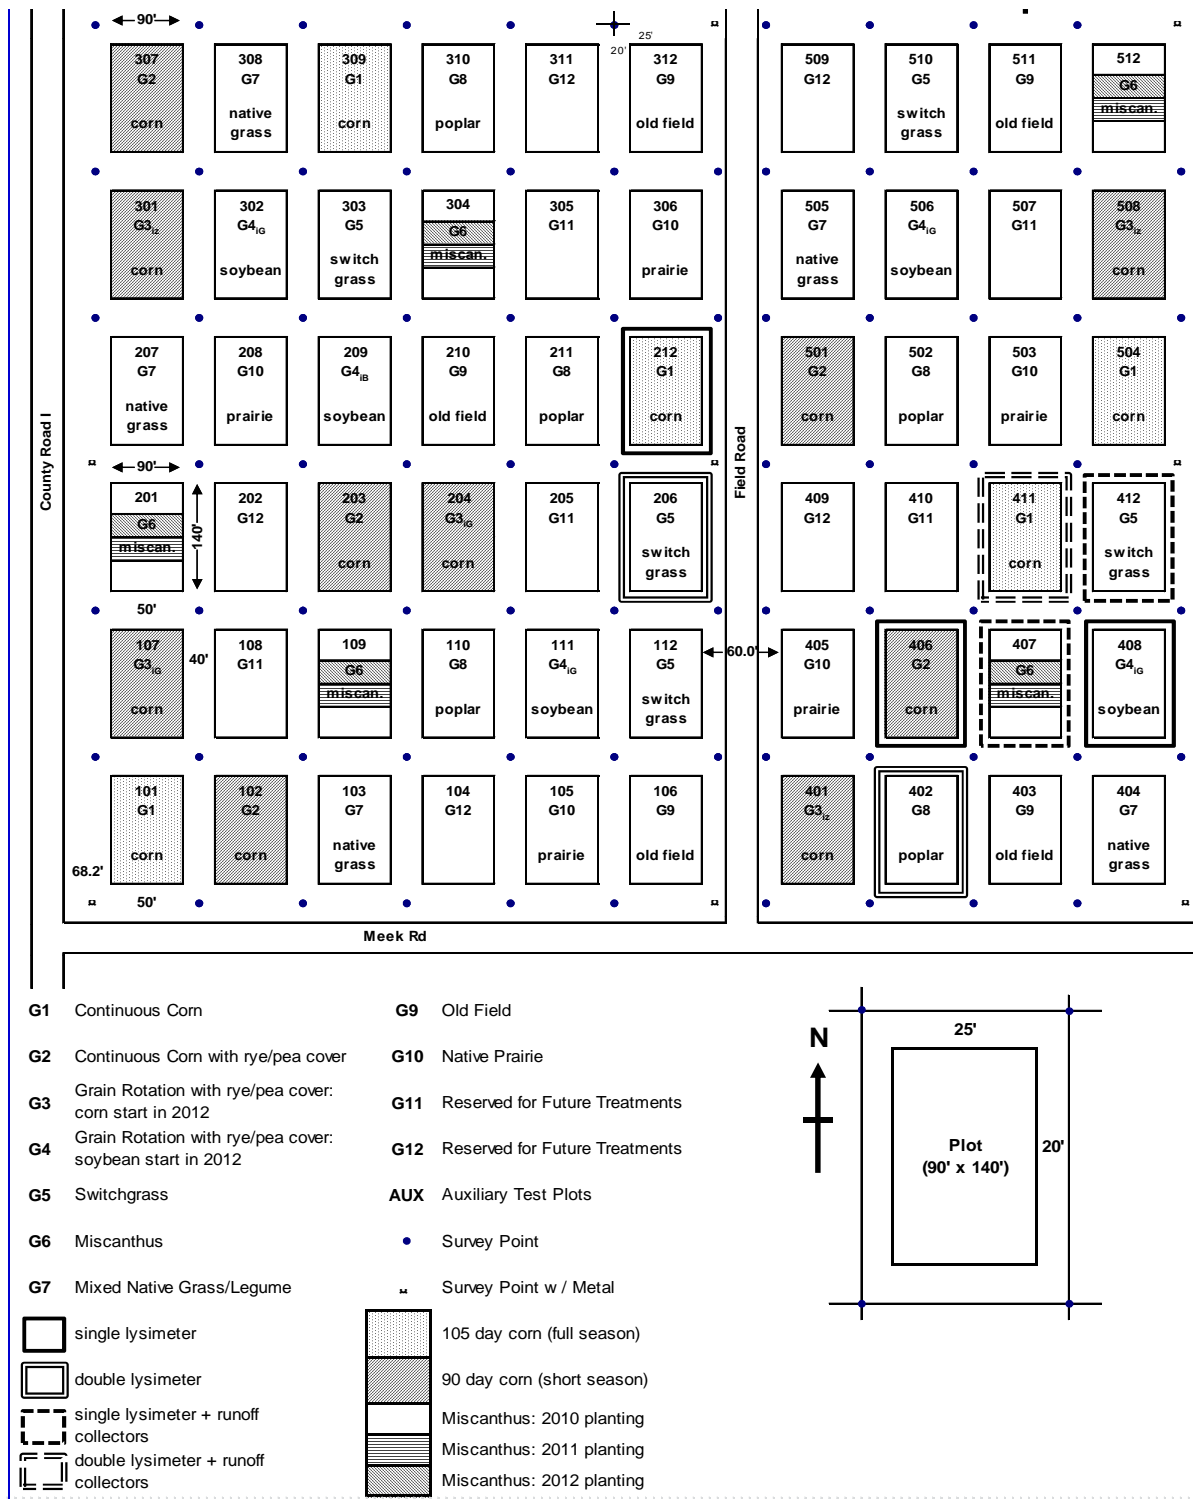 90'
25'
20'
307 308 309 310 311 312 509 510 511 512
G2 G7 G1 G8 G12 G9 G12 G5 G9 G6
corn native grass corn poplar old field switch grass old field miscan.
301 302 303 304 305 306 505 506 507 508
G3iz G4iG G5 G6 G11 G10 G7 G4iG G11 G3iz
corn soybean switch grass miscan. prairie native grass soybean corn
207 208 209 210 211 212 501 502 503 504
G7 G10 G4iB G9 G8 G1 G2 G8 G10 G1
native grass prairie soybean old field poplar corn corn poplar prairie corn
County Road I
Field Road
90'
201 202 203 204 205 206 409 410 411 412
G6 G12 G2 G3iG G11 G5 G12 G11 G1 G5
miscan. corn corn switch grass corn switch grass
140'
50'
107 108 109 110 111 112 405 406 407 408
G3iG 40' G11 G6 G8 G4iG G5 60.0' G10 G2 G6 G4iG
corn miscan. poplar soybean switch grass prairie corn miscan. soybean
101 102 103 104 105 106 401 402 403 404
G1 G2 G7 G12 G10 G9 G3iz G8 G9 G7
corn corn native grass prairie old field corn poplar old field native grass
68.2'
50'
Meek Rd
G1 Continuous Corn
G2 Continuous Corn with rye/pea cover
G3 Grain Rotation with rye/pea cover:
corn start in 2012
G4 Grain Rotation with rye/pea cover:
soybean start in 2012
G5 Switchgrass
G6 Miscanthus
G7 Mixed Native Grass/Legume
single lysimeter
double lysimeter
single lysimeter + runoff
collectors
double lysimeter + runoff
collectors
G9 Old Field
G10 Native Prairie
G11 Reserved for Future Treatments
G12 Reserved for Future Treatments
AUX Auxiliary Test Plots
Survey Point
Survey Point w/ Metal
105 day corn (full season)
90 day corn (short season)
Miscanthus: 2010 planting
Miscanthus: 2011 planting
Miscanthus: 2012 planting
N
25'
Plot
(90' x 140')
20'